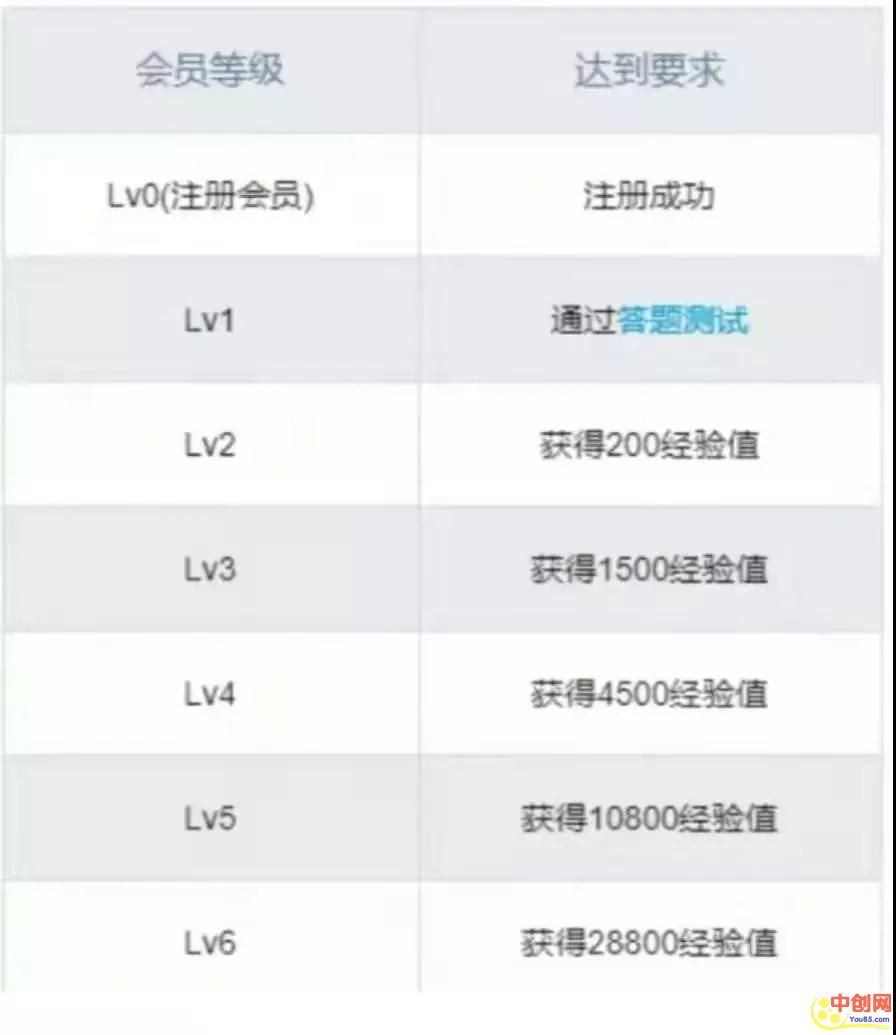 会员等级 达到要求
Lv0(注册会员) 注册成功
Lv1 通过答题测试
Lv2 获得200经验值
Lv3 获得1500经验值
Lv4 获得4500经验值
Lv5 获得10800经验值
Lv6 获得28800经验值
中创网
You85.com